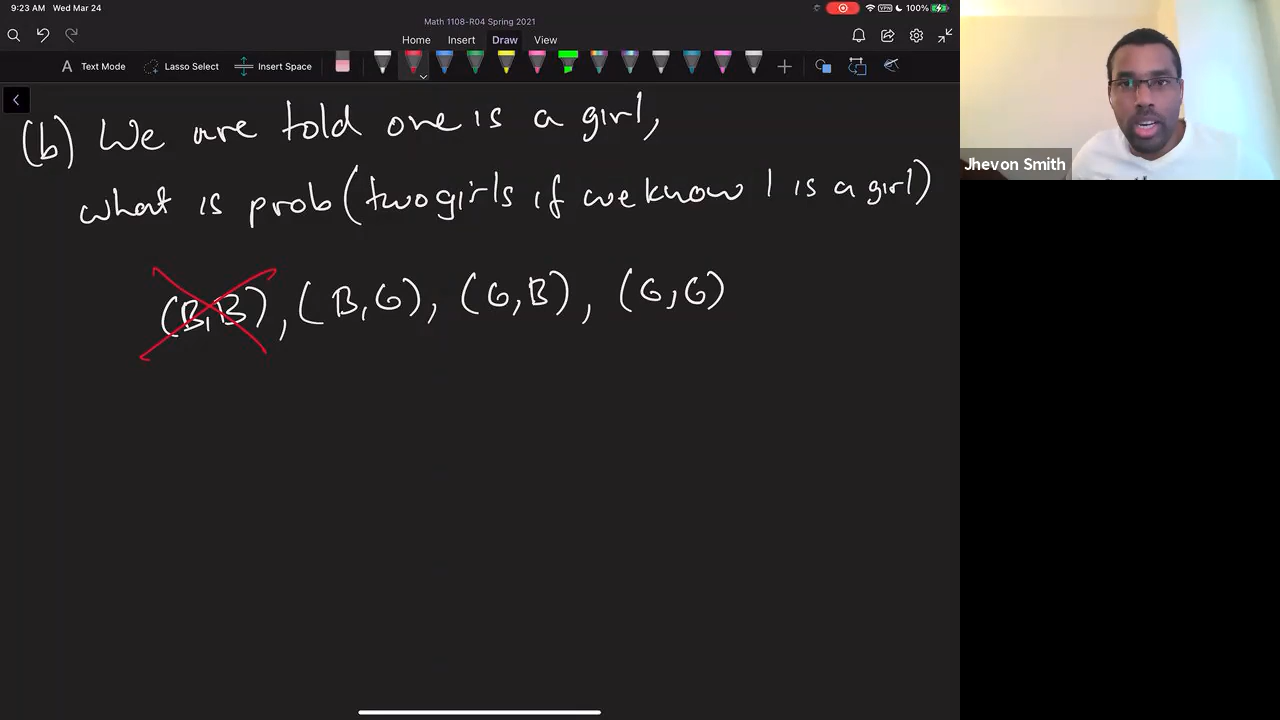 9:23 AM Wed Mar 24
VPN 100%
Math 1108-R04 Spring 2021
Home Insert Draw View
A Text Mode Lasso Select Insert Space
(b) We are told one is a girl,
what is prob (two girls if we know 1 is a girl)
(B,B), (B,G), (G,B), (G,G)
Jhevon Smith